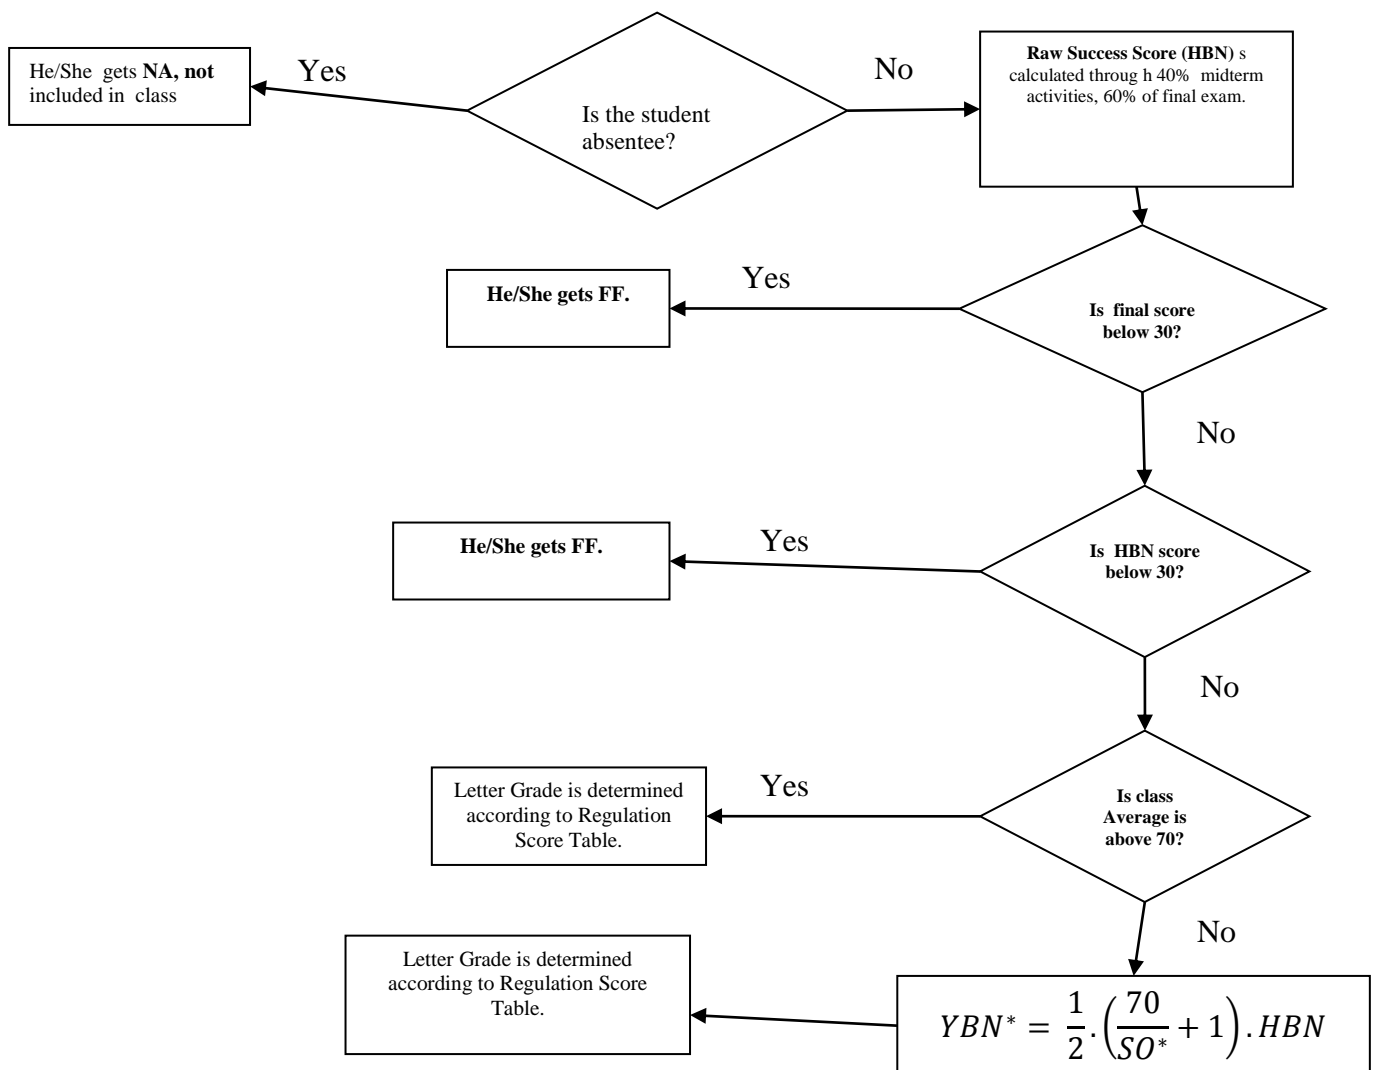 He/She gets NA, not
included in class
Yes
Is the student
absentee?
No
Raw Success Score (HBN) s
calculated throug h 40% midterm
activities, 60% of final exam.
He/She gets FF.
Yes
Is final score
below 30?
No
He/She gets FF.
Yes
Is HBN score
below 30?
No
Letter Grade is determined
according to Regulation
Score Table.
Yes
Is class
Average is
above 70?
No
Letter Grade is determined
according to Regulation Score
Table.
YBN* = 1/2 . (70/SO* + 1) . HBN